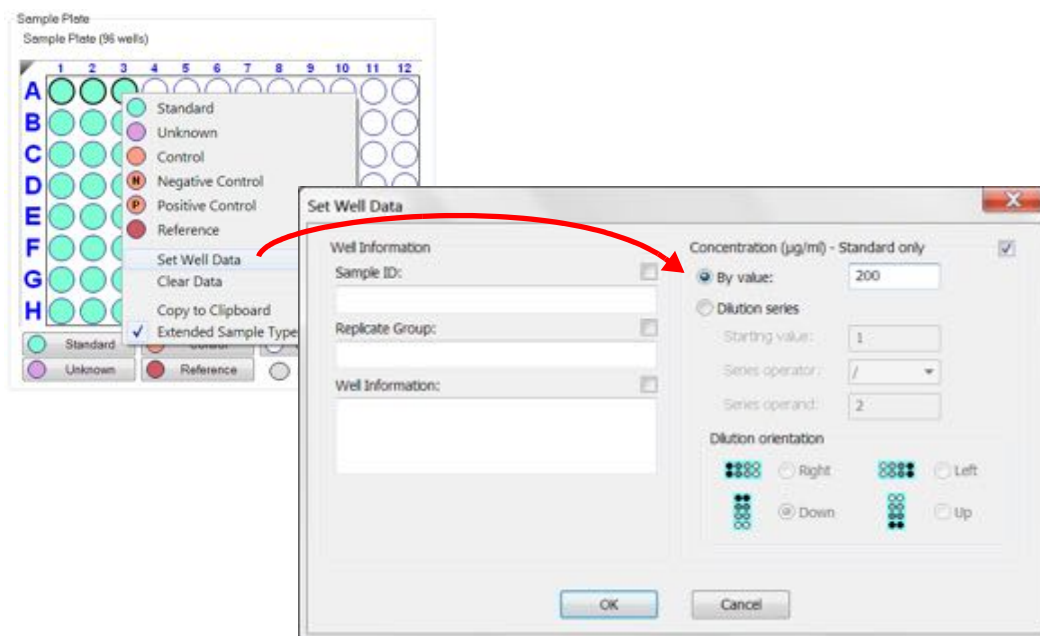 Sample Plate
Sample Plate (96 wells)
1 2 3 4 5 6 7 8 9 10 11 12
A
B
C
D
E
F
G
H
Standard
Unknown
Control
N Negative Control
P Positive Control
Reference
Set Well Data
Clear Data
Copy to Clipboard
Extended Sample Type
Standard
Unknown Reference
Set Well Data
Well Information
Sample ID:
Replicate Group:
Well Information:
Concentration (µg/ml) - Standard only
By value: 200
Dilution series
Starting value: 1
Series operator: /
Series operand: 2
Dilution orientation
Right Left
Down Up
OK Cancel